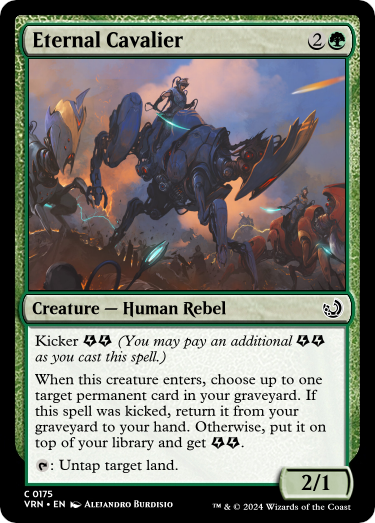 Eternal Cavalier 2
Creature — Human Rebel
Kicker (You may pay an additional
as you cast this spell.)
When this creature enters, choose up to one
target permanent card in your graveyard. If
this spell was kicked, return it from your
graveyard to your hand. Otherwise, put it on
top of your library and get .
: Untap target land.
2/1
C 0175
VRN • EN Alejandro Burdisio
™ & © 2024 Wizards of the Coast